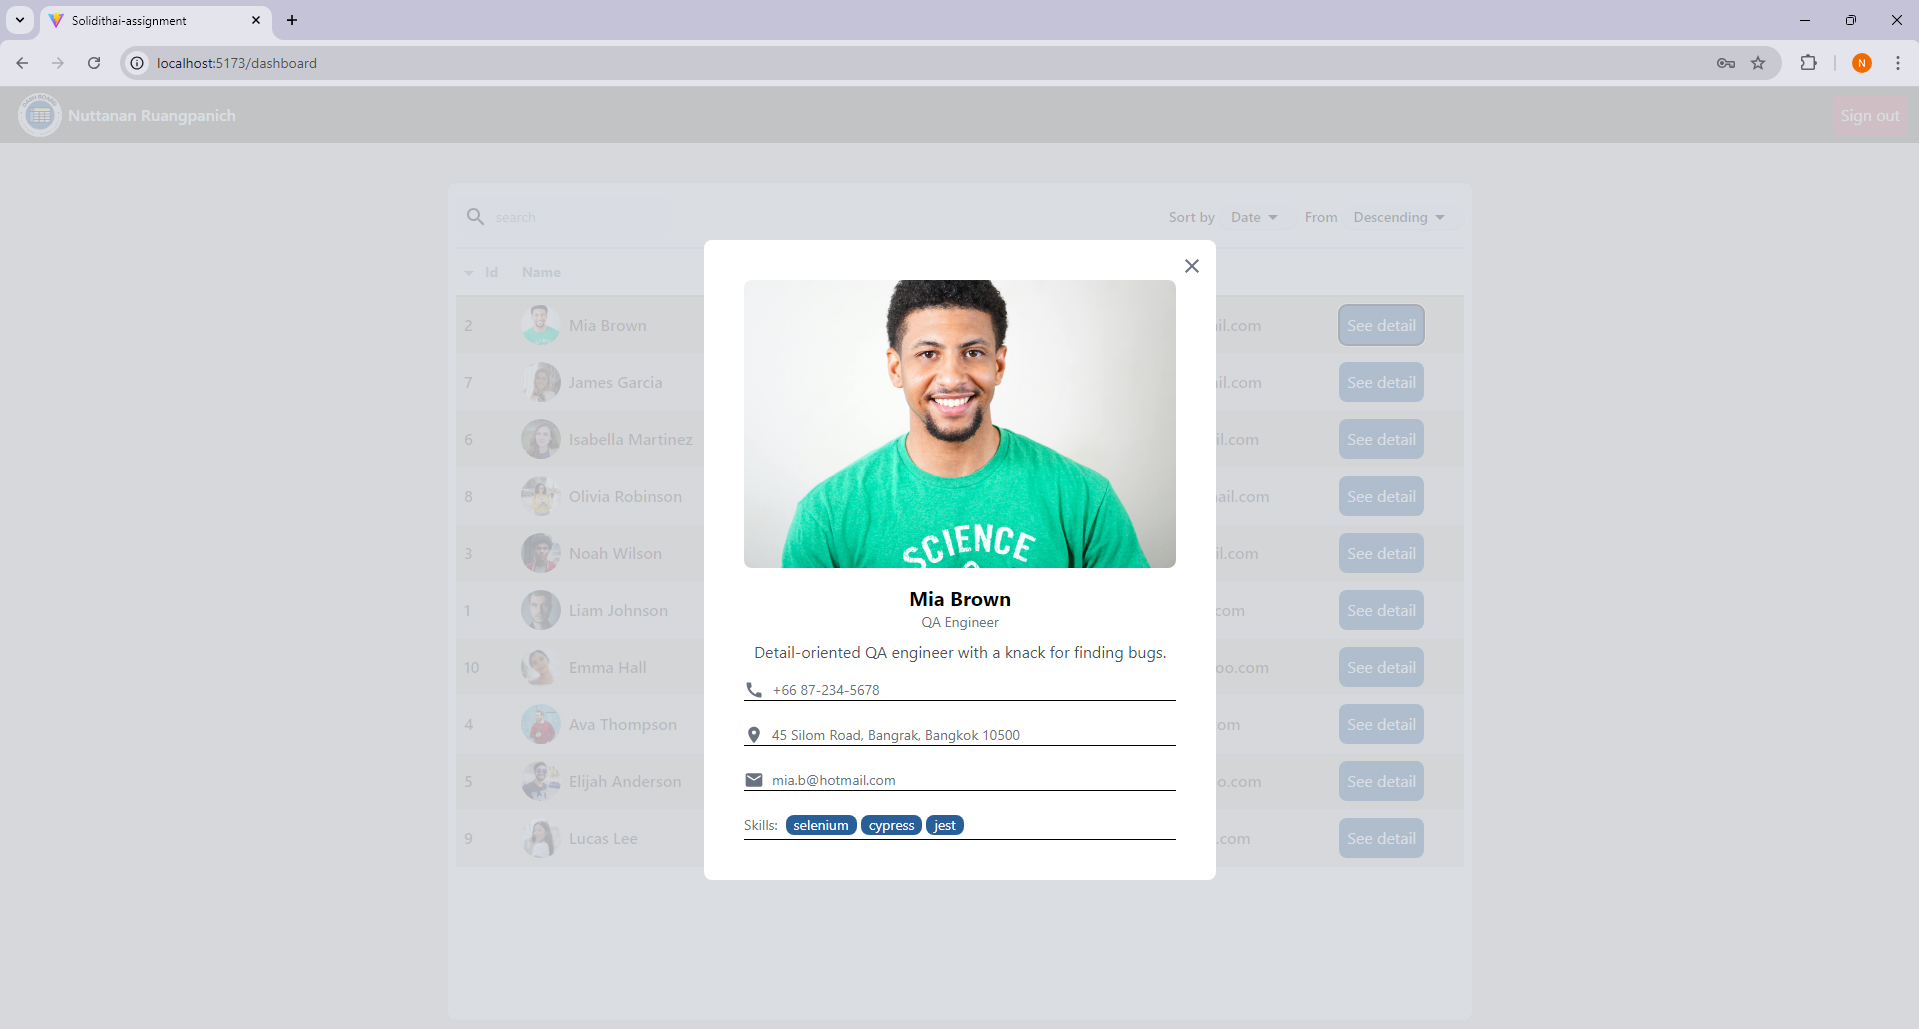 Solidithai-assignment
localhost:5173/dashboard
N
Nuttanan Ruangpanich
Sign out
search
Sort by Date From Descending
Id Name
2 Mia Brown il.com See detail
7 James Garcia il.com See detail
6 Isabella Martinez il.com See detail
8 Olivia Robinson ail.com See detail
3 Noah Wilson il.com See detail
1 Liam Johnson com See detail
10 Emma Hall oo.com See detail
4 Ava Thompson om See detail
5 Elijah Anderson o.com See detail
9 Lucas Lee .com See detail
SCIENCE
Mia Brown
QA Engineer
Detail-oriented QA engineer with a knack for finding bugs.
+66 87-234-5678
45 Silom Road, Bangrak, Bangkok 10500
mia.b@hotmail.com
Skills: selenium cypress jest